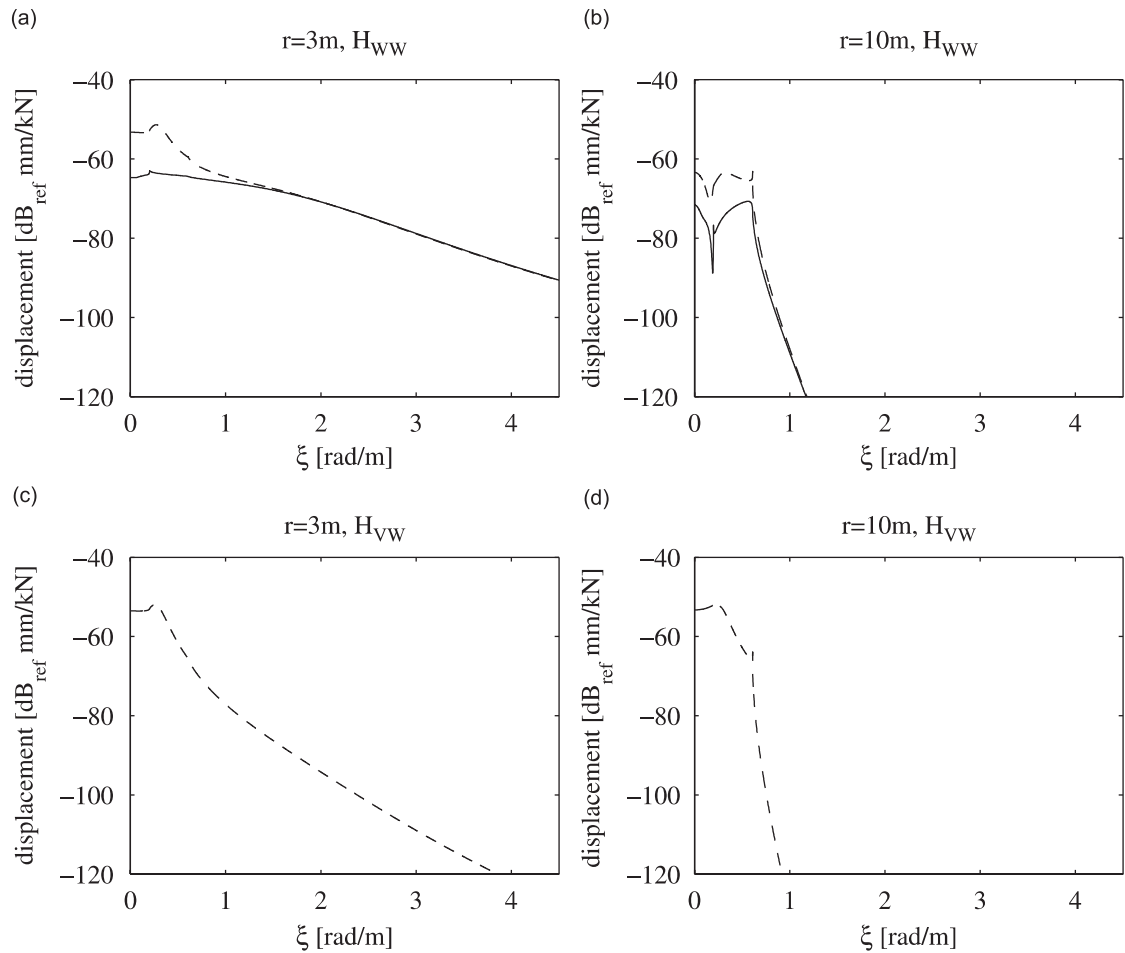 (a)
r=3m, H_WW
−40
−60
−80
−100
−120
0 1 2 3 4
displacement [dB_ref mm/kN]
ξ [rad/m]
(b)
r=10m, H_WW
−40
−60
−80
−100
−120
0 1 2 3 4
displacement [dB_ref mm/kN]
ξ [rad/m]
(c)
r=3m, H_VW
−40
−60
−80
−100
−120
0 1 2 3 4
displacement [dB_ref mm/kN]
ξ [rad/m]
(d)
r=10m, H_VW
−40
−60
−80
−100
−120
0 1 2 3 4
displacement [dB_ref mm/kN]
ξ [rad/m]